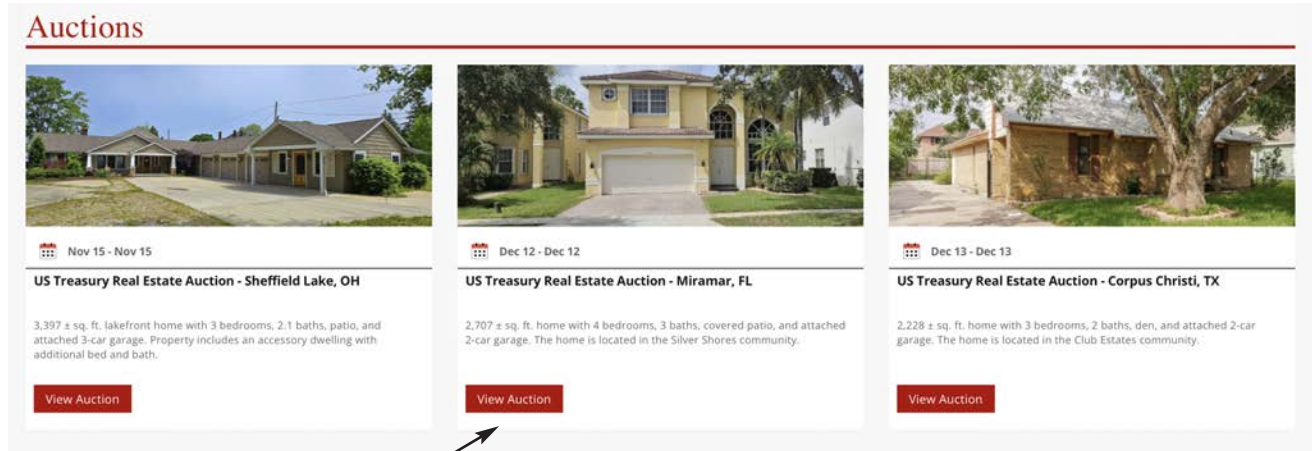 Auctions
Nov 15 - Nov 15
US Treasury Real Estate Auction - Sheffield Lake, OH
3,397 ± sq. ft. lakefront home with 3 bedrooms, 2.1 baths, patio, and
attached 3-car garage. Property includes an accessory dwelling with
additional bed and bath.
View Auction
Dec 12 - Dec 12
US Treasury Real Estate Auction - Miramar, FL
2,707 ± sq. ft. home with 4 bedrooms, 3 baths, covered patio, and attached
2-car garage. The home is located in the Silver Shores community.
View Auction
Dec 13 - Dec 13
US Treasury Real Estate Auction - Corpus Christi, TX
2,228 ± sq. ft. home with 3 bedrooms, 2 baths, den, and attached 2-car
garage. The home is located in the Club Estates community.
View Auction